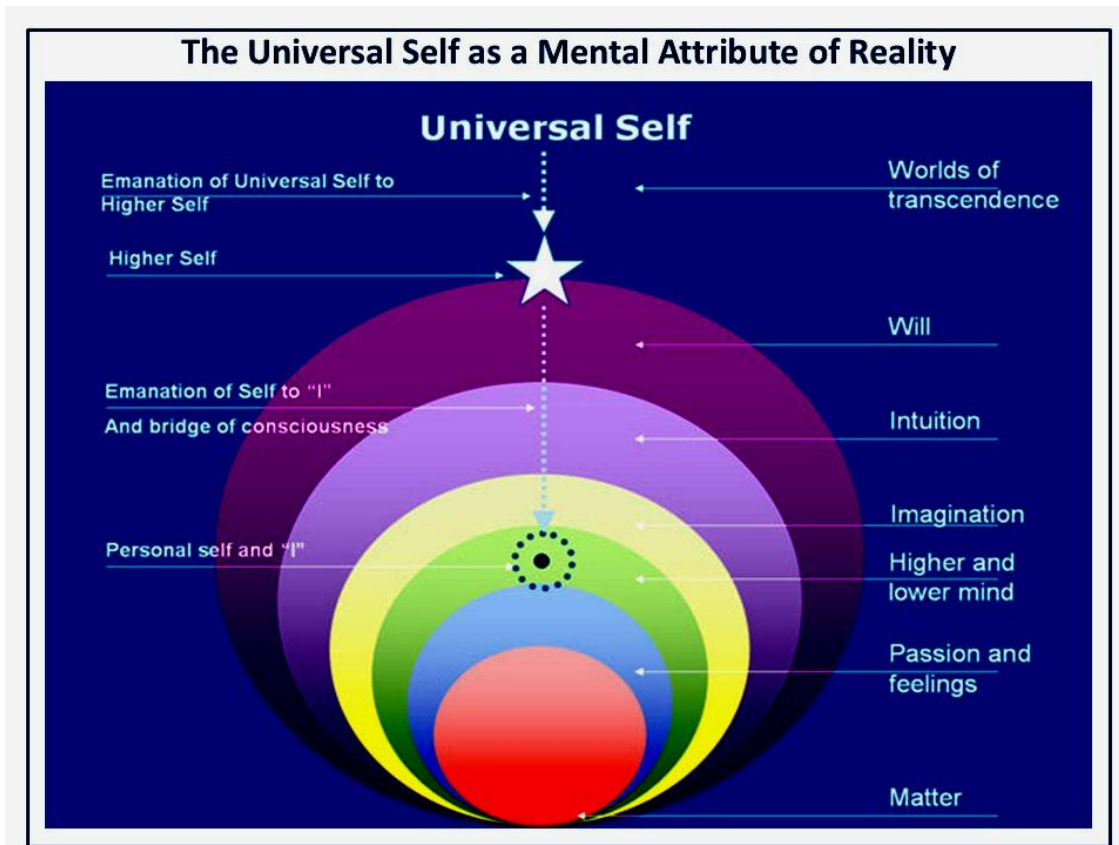 The Universal Self as a Mental Attribute of Reality
Universal Self
Emanation of Universal Self to
Higher Self
Higher Self
Emanation of Self to "I"
And bridge of consciousness
Personal self and "I"
Worlds of
transcendence
Will
Intuition
Imagination
Higher and
lower mind
Passion and
feelings
Matter